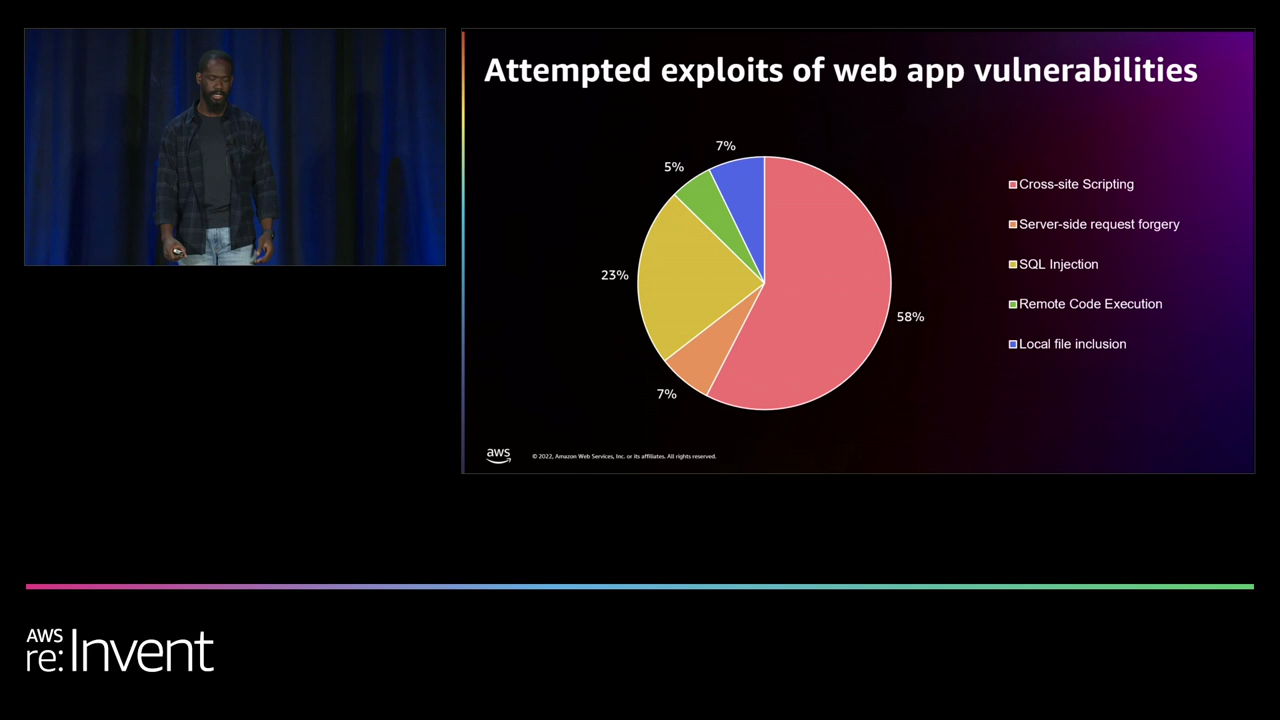 Attempted exploits of web app vulnerabilities
7%
5%
23%
58%
7%
Cross-site Scripting
Server-side request forgery
SQL Injection
Remote Code Execution
Local file inclusion
aws
© 2022, Amazon Web Services, Inc. or its affiliates. All rights reserved.
AWS
re:Invent